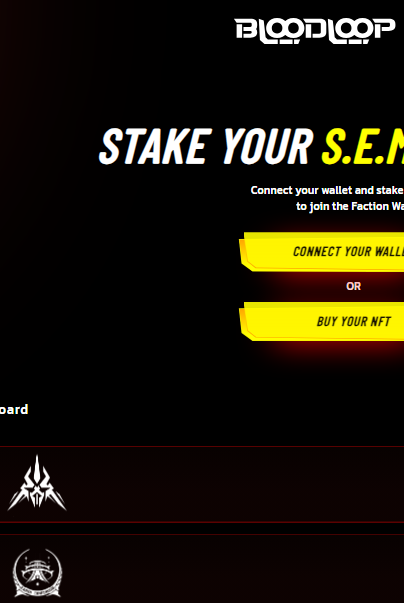 BLOODLOOP
STAKE YOUR S.E.M
Connect your wallet and stake
to join the Faction Wa
CONNECT YOUR WALLE
OR
BUY YOUR NFT
oard